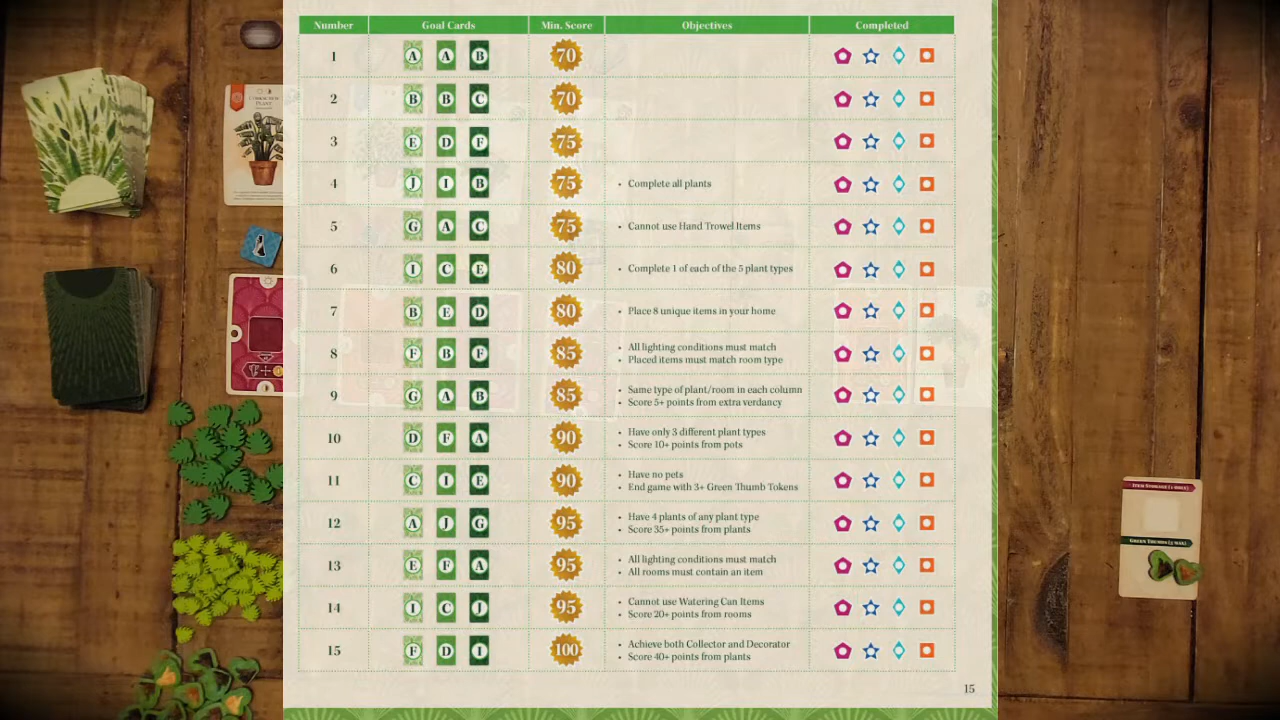 Number Goal Cards Min. Score Objectives Completed
1 A A B 70
2 B B C 70
3 E D F 75
4 J I B 75 • Complete all plants
5 G A C 75 • Cannot use Hand Trowel Items
6 I C E 80 • Complete 1 of each of the 5 plant types
7 B E D 80 • Place 8 unique items in your home
8 F B F 85 • All lighting conditions must match
• Placed items must match room type
9 G A B 85 • Same type of plant/room in each column
• Score 5+ points from extra verdancy
10 D F A 90 • Have only 3 different plant types
• Score 10+ points from pots
11 C I E 90 • Have no pets
• End game with 3+ Green Thumb Tokens
12 A J G 95 • Have 4 plants of any plant type
• Score 35+ points from plants
13 E F A 95 • All lighting conditions must match
• All rooms must contain an item
14 I C J 95 • Cannot use Watering Can Items
• Score 20+ points from rooms
15 F D I 100 • Achieve both Collector and Decorator
• Score 40+ points from plants
15
PLANT